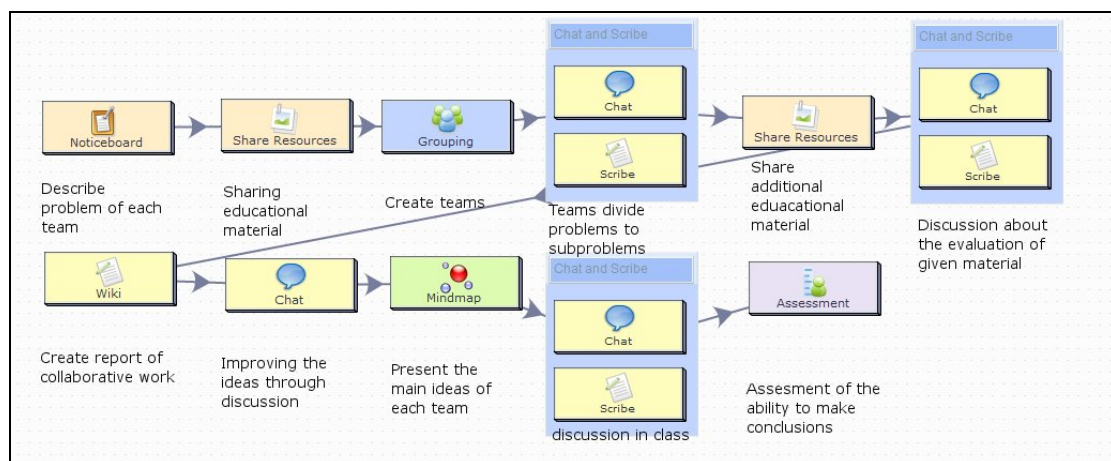 Chat and Scribe
Chat and Scribe
Chat
Chat
Noticeboard
Share Resources
Grouping
Share Resources
Scribe
Scribe
Describe
problem of each
team
Sharing
educational
material
Create teams
Teams divide
problems to
subproblems
Share
additional
eduacational
material
Discussion about
the evaluation of
given material
Chat and Scribe
Wiki
Chat
Mindmap
Chat
Assessment
Scribe
Create report of
collaborative work
Improving the
ideas through
discussion
Present the
main ideas of
each team
discussion in class
Assesment of the
ability to make
conclusions